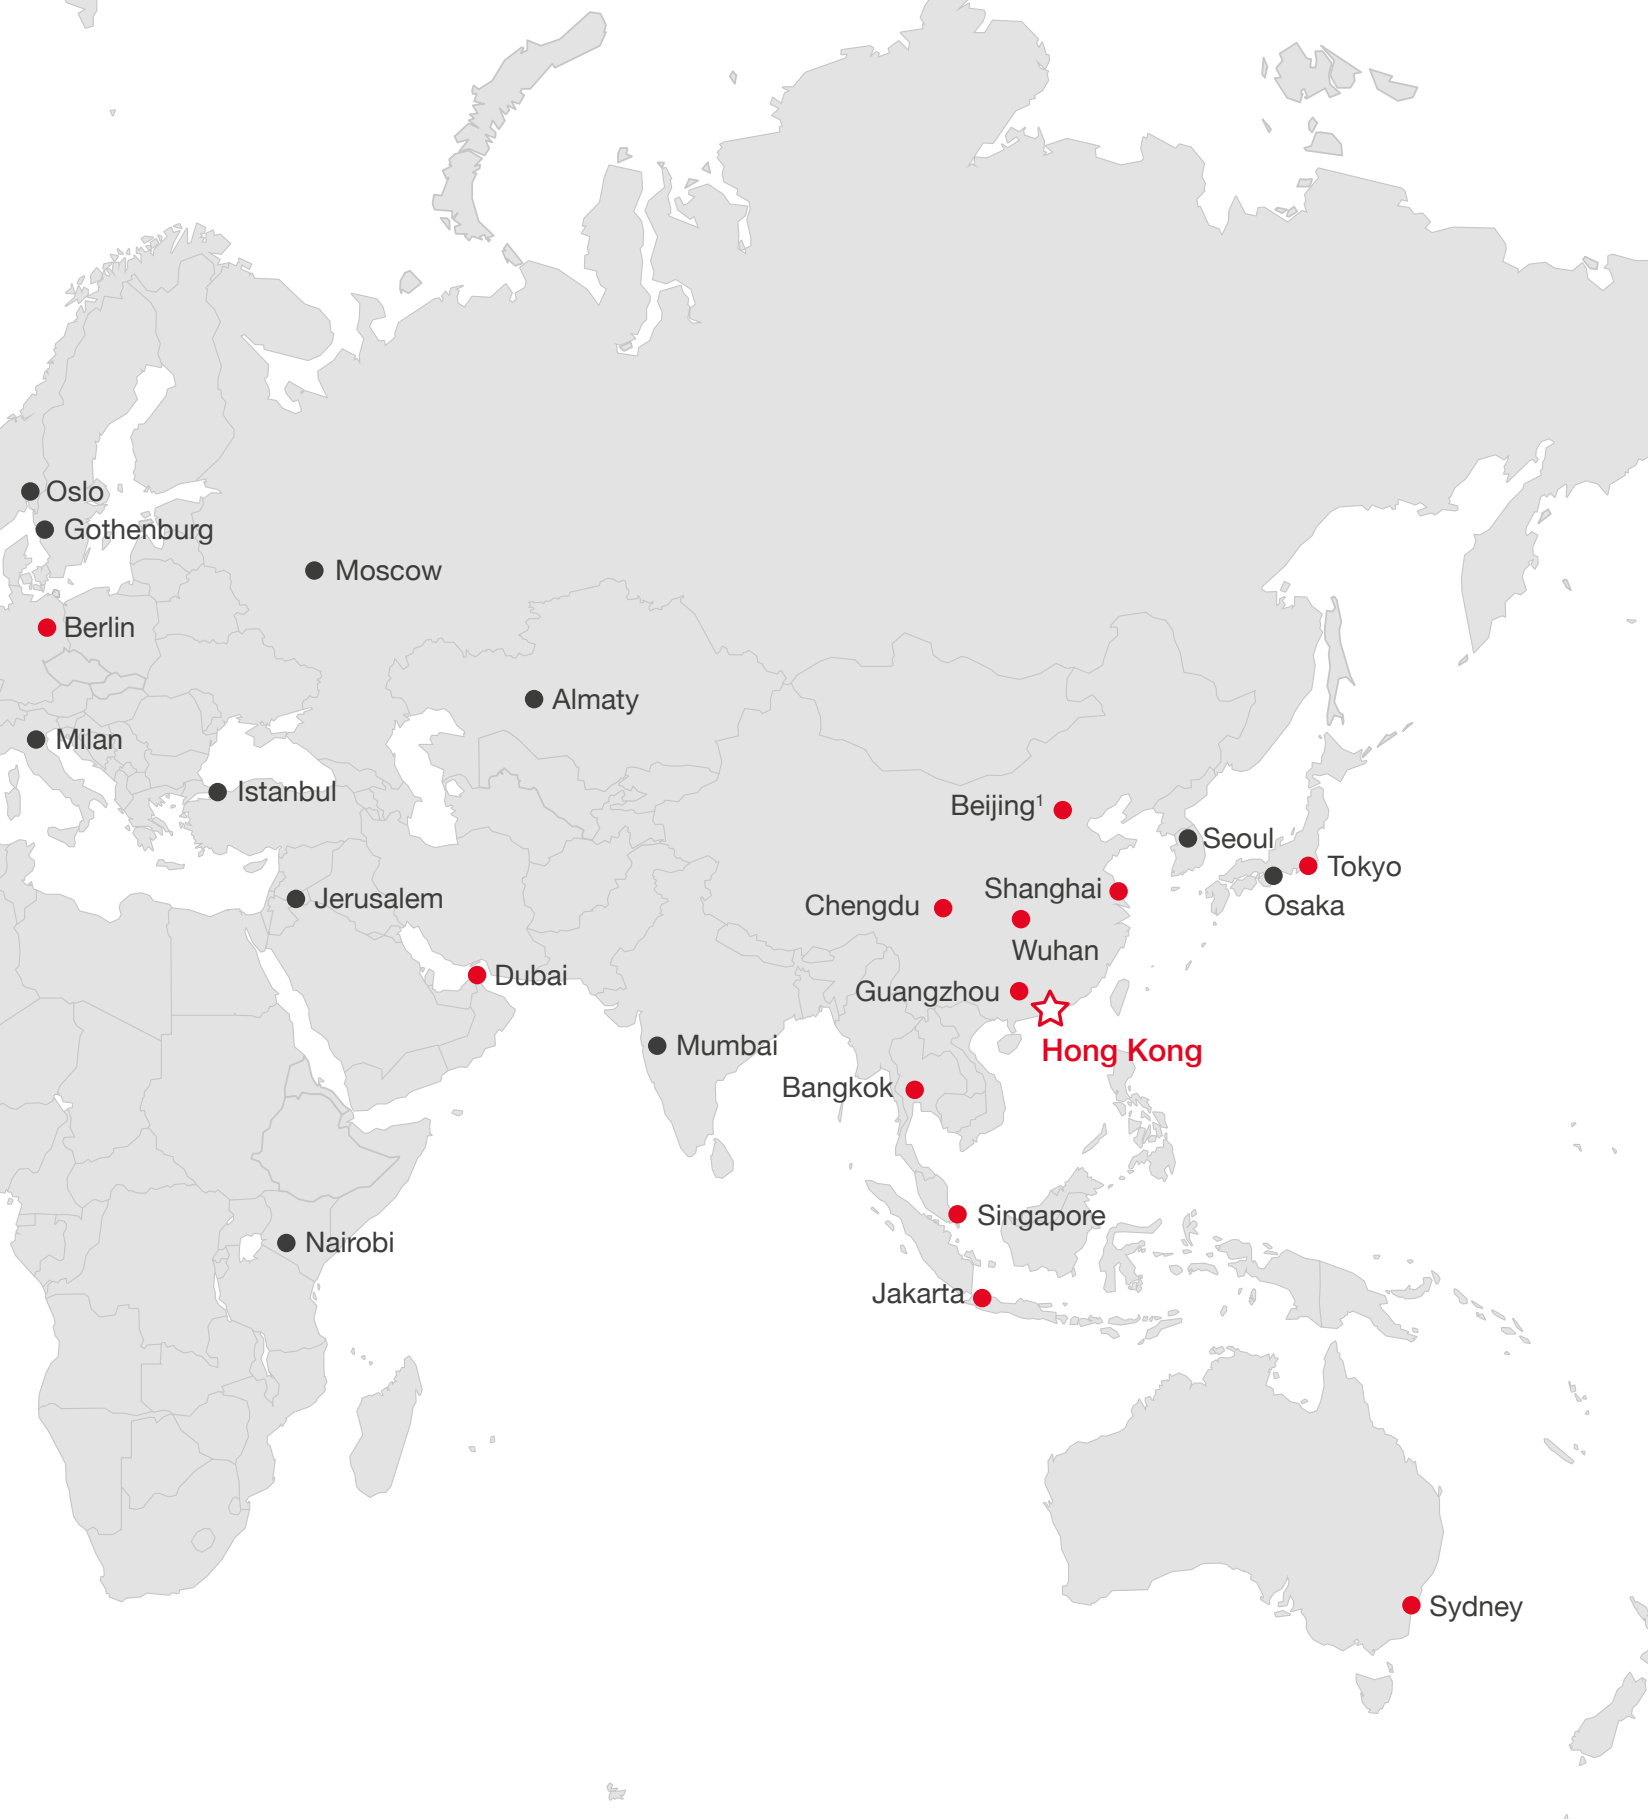 Oslo
Gothenburg
Moscow
Berlin
Almaty
Milan
Istanbul
Beijing¹
Seoul
Tokyo
Shanghai
Jerusalem
Chengdu
Osaka
Wuhan
Dubai
Guangzhou
Mumbai
Hong Kong
Bangkok
Singapore
Nairobi
Jakarta
Sydney